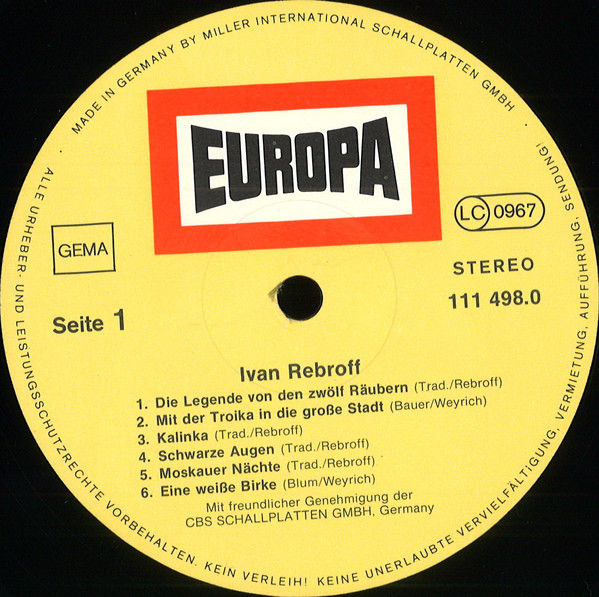 MADE IN GERMANY BY MILLER INTERNATIONAL SCHALLPLATTEN GMBH ·
EUROPA
GEMA
LC 0967
STEREO
111 498.0
Seite 1
Ivan Rebroff
1. Die Legende von den zwölf Räubern (Trad./Rebroff)
2. Mit der Troika in die große Stadt (Bauer/Weyrich)
3. Kalinka (Trad./Rebroff)
4. Schwarze Augen (Trad./Rebroff)
5. Moskauer Nächte (Trad./Rebroff)
6. Eine weiße Birke (Blum/Weyrich)
Mit freundlicher Genehmigung der
CBS SCHALLPLATTEN GMBH, Germany
· ALLE URHEBER- UND LEISTUNGSSCHUTZRECHTE VORBEHALTEN. KEIN VERLEIH! KEINE UNERLAUBTE VERVIELFÄLTiGUNG, VERMIETUNG, AUFFÜHRUNG, SENDUNG!